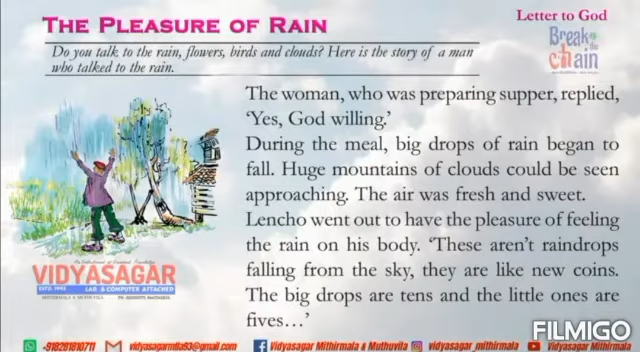 THE PLEASURE OF RAIN
Letter to God
Break
the
chain
Do you talk to the rain, flowers, birds and clouds? Here is the story of a man
who talked to the rain.
The woman, who was preparing supper, replied,
‘Yes, God willing.’
During the meal, big drops of rain began to
fall. Huge mountains of clouds could be seen
approaching. The air was fresh and sweet.
Lencho went out to have the pleasure of feeling
the rain on his body. ‘These aren’t raindrops
falling from the sky, they are like new coins.
The big drops are tens and the little ones are
fives…’
VIDYASAGAR
ESTD. 1993 LAB & COMPUTER ATTACHED
MITHIRMALA & MUTHUVILA
FILMIGO
+918281810711 vidyasagarmtla93@gmail.com Vidyasagar Mithirmala & Muthuvila vidyasagar_mithirmala Vidyasagar Mithirmala